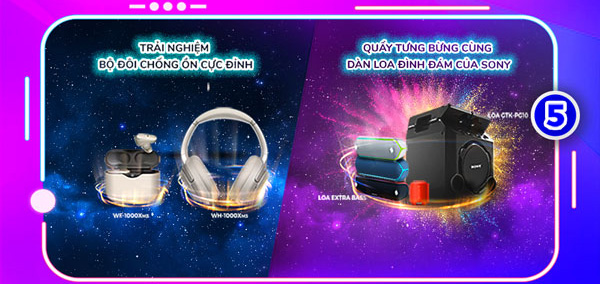 TRẢI NGHIỆM
BỘ ĐÔI CHỐNG ỒN CỰC ĐỈNH
WF-1000XM5
WH-1000XM5
QUẨY TƯNG BỪNG CÙNG
DÀN LOA ĐÌNH ĐÁM CỦA SONY
LOA GTK-PG10
LOA EXTRA BASS
5